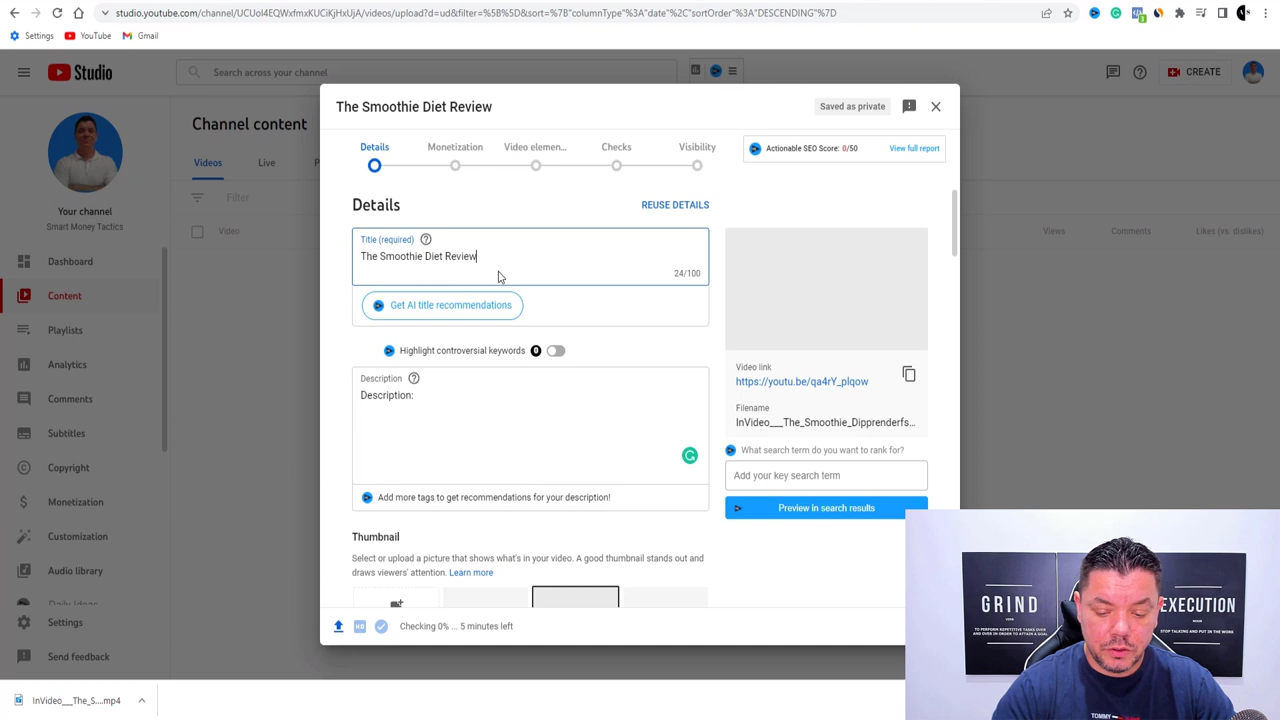 studio.youtube.com/channel/UCUoI4EQWxfmxKUCiKjHxUjA/videos/upload?d=ud&filter=%5B%5D&sort=%7B"columnType"%3A"date"%2C"sortOrder"%3A"DESCENDING"%7D
Settings YouTube Gmail
Studio
Search across your channel
CREATE
Your channel
Smart Money Tactics
Dashboard
Content
Playlists
Analytics
Comments
Subtitles
Copyright
Monetization
Customization
Audio library
Daily Ideas
Settings
Send feedback
Channel content
Videos Live P
Filter
Video Views Comments Likes (vs. dislikes)
The Smoothie Diet Review
Saved as private
Details Monetization Video elemen... Checks Visibility
Actionable SEO Score: 0/50 View full report
Details
REUSE DETAILS
Title (required)
The Smoothie Diet Review
24/100
Get AI title recommendations
Highlight controversial keywords 0
Description
Description:
Add more tags to get recommendations for your description!
Thumbnail
Select or upload a picture that shows what's in your video. A good thumbnail stands out and
draws viewers' attention. Learn more
Video link
https://youtu.be/qa4rY_plqow
Filename
InVideo___The_Smoothie_Dipprenderfs...
What search term do you want to rank for?
Add your key search term
Preview in search results
HD Checking 0% ... 5 minutes left
InVideo___The_S....mp4
GRIND
VERB
TO PERFORM REPETITIVE TASKS OVER
AND OVER IN ORDER TO ATTAIN A GOAL
EXECUTION
NOUN
STOP TALKING AND PUT IN THE WORK
TOMMY